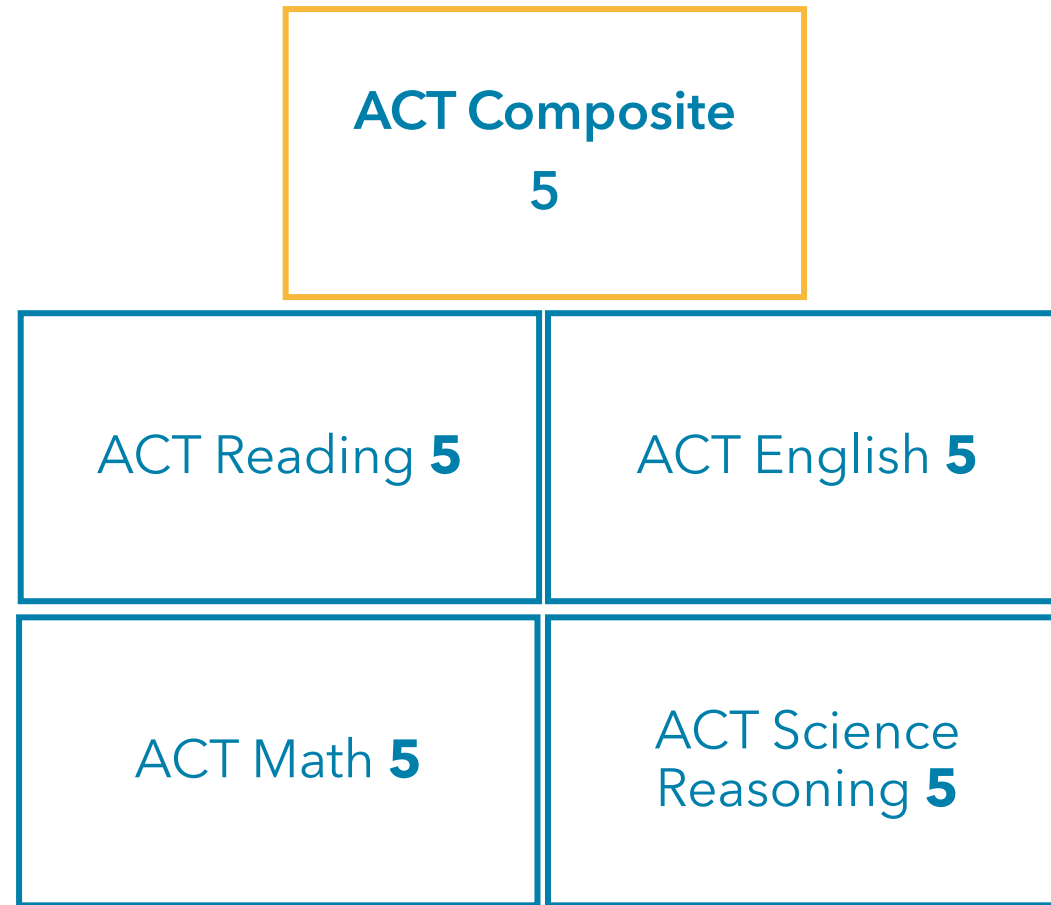 ACT Composite
5
ACT Reading 5
ACT English 5
ACT Math 5
ACT Science
Reasoning 5